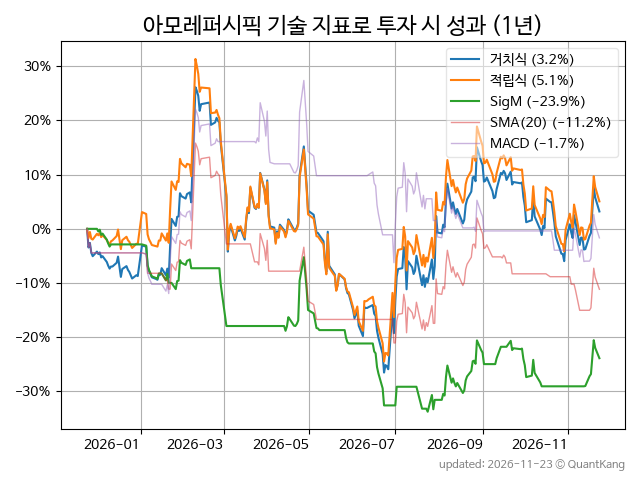 아모레퍼시픽 기술 지표로 투자 시 성과 (1년)
거치식 (3.2%)
적립식 (5.1%)
SigM (−23.9%)
SMA(20) (−11.2%)
MACD (−1.7%)
30%
20%
10%
0%
−10%
−20%
−30%
2026-01 2026-03 2026-05 2026-07 2026-09 2026-11
updated: 2026-11-23 © QuantKang